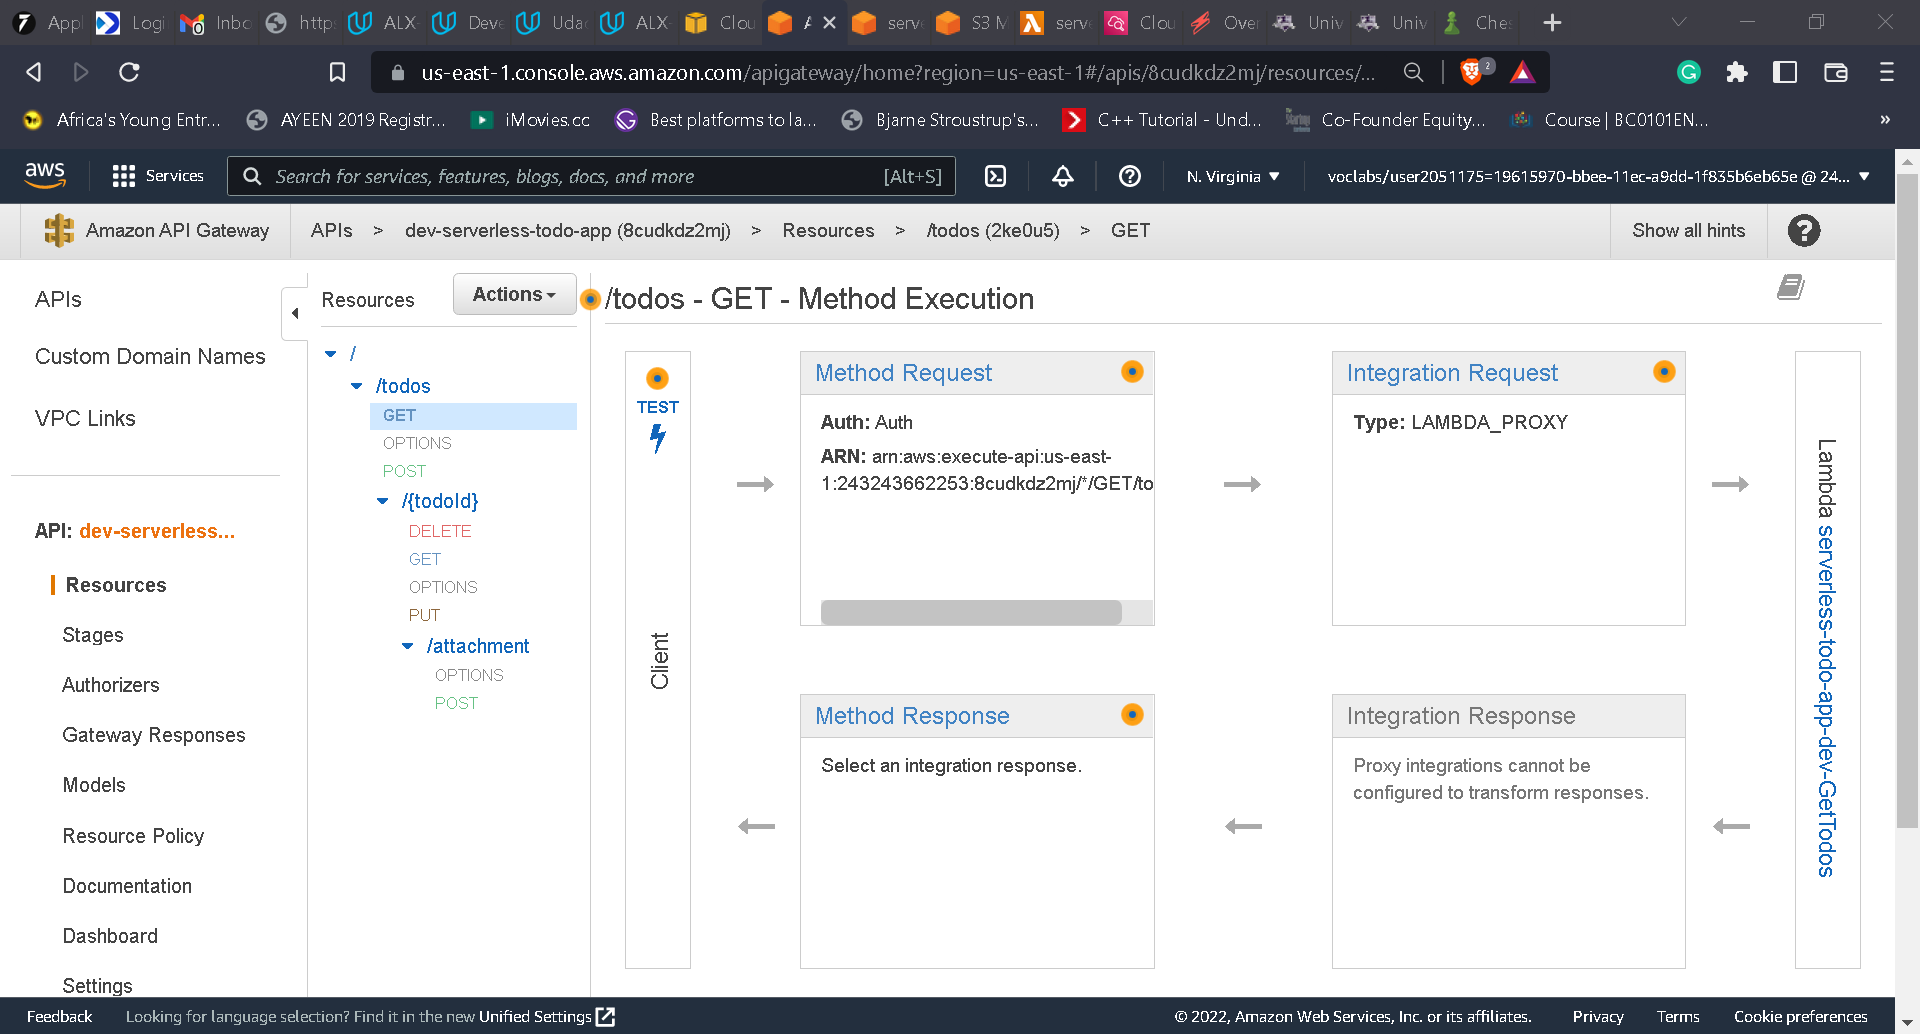 App
Logi
Inbo
https
ALX-
Deve
Udac
ALX-
Clou
A
serv
S3 M
serv
Clou
Over
Univ
Univ
Ches
us-east-1.console.aws.amazon.com/apigateway/home?region=us-east-1#/apis/8cudkdz2mj/resources/...
2
Africa's Young Entr...
AYEEN 2019 Registr...
iMovies.cc
Best platforms to la...
Bjarne Stroustrup's...
C++ Tutorial - Und...
Co-Founder Equity...
Course | BC0101EN...
»
aws
Services
Search for services, features, blogs, docs, and more
[Alt+S]
N. Virginia
voclabs/user2051175=19615970-bbee-11ec-a9dd-1f835b6eb65e @ 24...
Amazon API Gateway
APIs > dev-serverless-todo-app (8cudkdz2mj) > Resources > /todos (2ke0u5) > GET
Show all hints
APIs
Custom Domain Names
VPC Links
API: dev-serverless...
Resources
Stages
Authorizers
Gateway Responses
Models
Resource Policy
Documentation
Dashboard
Settings
Resources
Actions
/
/todos
GET
OPTIONS
POST
/{todoId}
DELETE
GET
OPTIONS
PUT
/attachment
OPTIONS
POST
/todos - GET - Method Execution
TEST
Client
Method Request
Auth: Auth
ARN: arn:aws:execute-api:us-east-
1:243243662253:8cudkdz2mj/*/GET/to
Integration Request
Type: LAMBDA_PROXY
Lambda serverless-todo-app-dev-GetTodos
Method Response
Select an integration response.
Integration Response
Proxy integrations cannot be
configured to transform responses.
Feedback
Looking for language selection? Find it in the new Unified Settings
© 2022, Amazon Web Services, Inc. or its affiliates.
Privacy
Terms
Cookie preferences